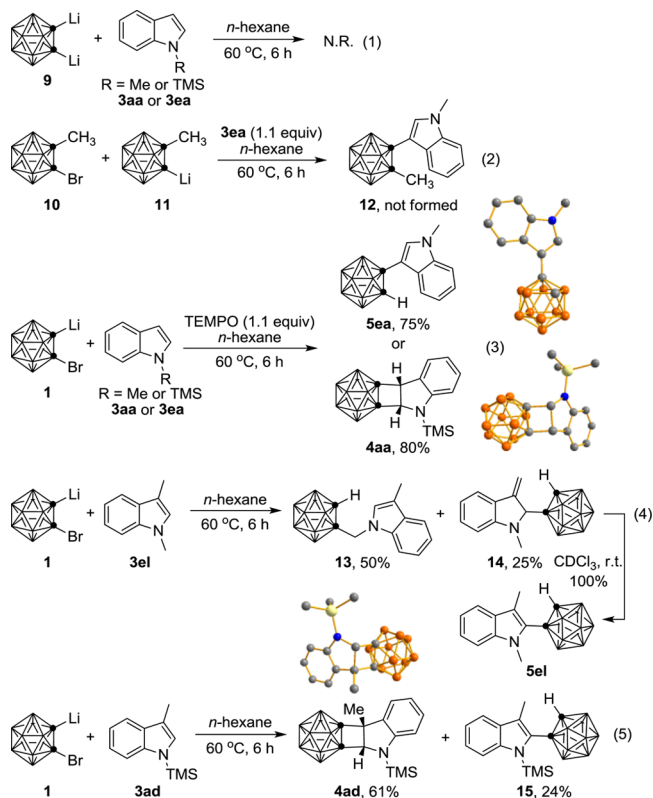 Li
Li
9
+
N
R
R = Me or TMS
3aa or 3ea
n-hexane
60 °C, 6 h
N.R. (1)
CH3
Br
10
+
CH3
Li
11
3ea (1.1 equiv)
n-hexane
60 °C, 6 h
N
CH3
12, not formed
(2)
Li
Br
1
+
N
R
R = Me or TMS
3aa or 3ea
TEMPO (1.1 equiv)
n-hexane
60 °C, 6 h
N
H
5ea, 75%
or
H
H
N
TMS
4aa, 80%
(3)
Li
Br
1
+
N
3el
n-hexane
60 °C, 6 h
H
N
13, 50%
+
H
N
14, 25%
(4)
CDCl3, r.t.
100%
H
N
5el
Li
Br
1
+
N
TMS
3ad
n-hexane
60 °C, 6 h
Me
H
N
TMS
4ad, 61%
+
H
N
TMS
15, 24%
(5)